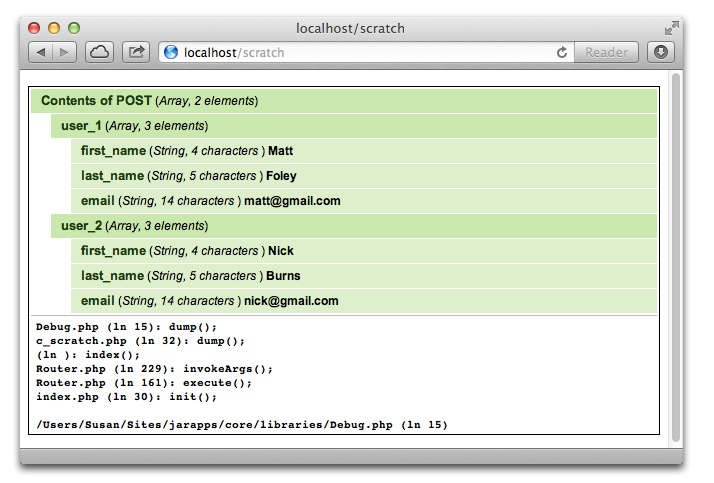 localhost/scratch
localhost/scratch
Reader
Contents of POST (Array, 2 elements)
user_1 (Array, 3 elements)
first_name (String, 4 characters ) Matt
last_name (String, 5 characters ) Foley
email (String, 14 characters ) matt@gmail.com
user_2 (Array, 3 elements)
first_name (String, 4 characters ) Nick
last_name (String, 5 characters ) Burns
email (String, 14 characters ) nick@gmail.com
Debug.php (ln 15): dump();
c_scratch.php (ln 32): dump();
(ln ): index();
Router.php (ln 229): invokeArgs();
Router.php (ln 161): execute();
index.php (ln 30): init();
/Users/Susan/Sites/jarapps/core/libraries/Debug.php (ln 15)